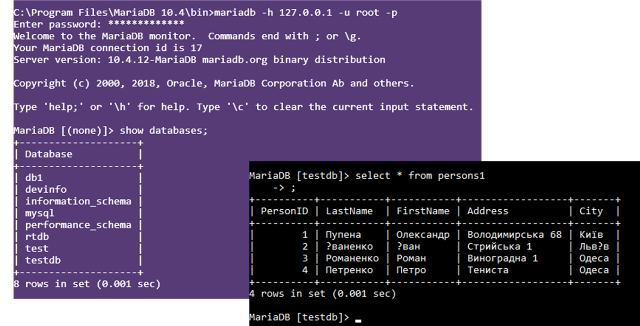 C:\Program Files\MariaDB 10.4\bin>mariadb -h 127.0.0.1 -u root -p
Enter password: *************
Welcome to the MariaDB monitor.  Commands end with ; or \g.
Your MariaDB connection id is 17
Server version: 10.4.12-MariaDB mariadb.org binary distribution

Copyright (c) 2000, 2018, Oracle, MariaDB Corporation Ab and others.

Type 'help;' or '\h' for help. Type '\c' to clear the current input statement.

MariaDB [(none)]> show databases;
+--------------------+
| Database           |
+--------------------+
| db1                |
| devinfo            |
| information_schema |
| mysql              |
| performance_schema |
| rtdb               |
| test               |
| testdb             |
+--------------------+
8 rows in set (0.001 sec)

MariaDB [testdb]> select * from persons1
    -> ;
+----------+----------+-----------+------------------+-------+
| PersonID | LastName | FirstName | Address          | City  |
+----------+----------+-----------+------------------+-------+
|        1 | Пупена   | Олександр | Володимирська 68 | Київ  |
|        2 | ?ваненко | ?ван      | Стрийська 1      | Льв?в |
|        3 | Романенко | Роман     | Виноградна 1     | Одеса |
|        4 | Петренко | Петро     | Тениста          | Одеса |
+----------+----------+-----------+------------------+-------+
4 rows in set (0.001 sec)

MariaDB [testdb]>